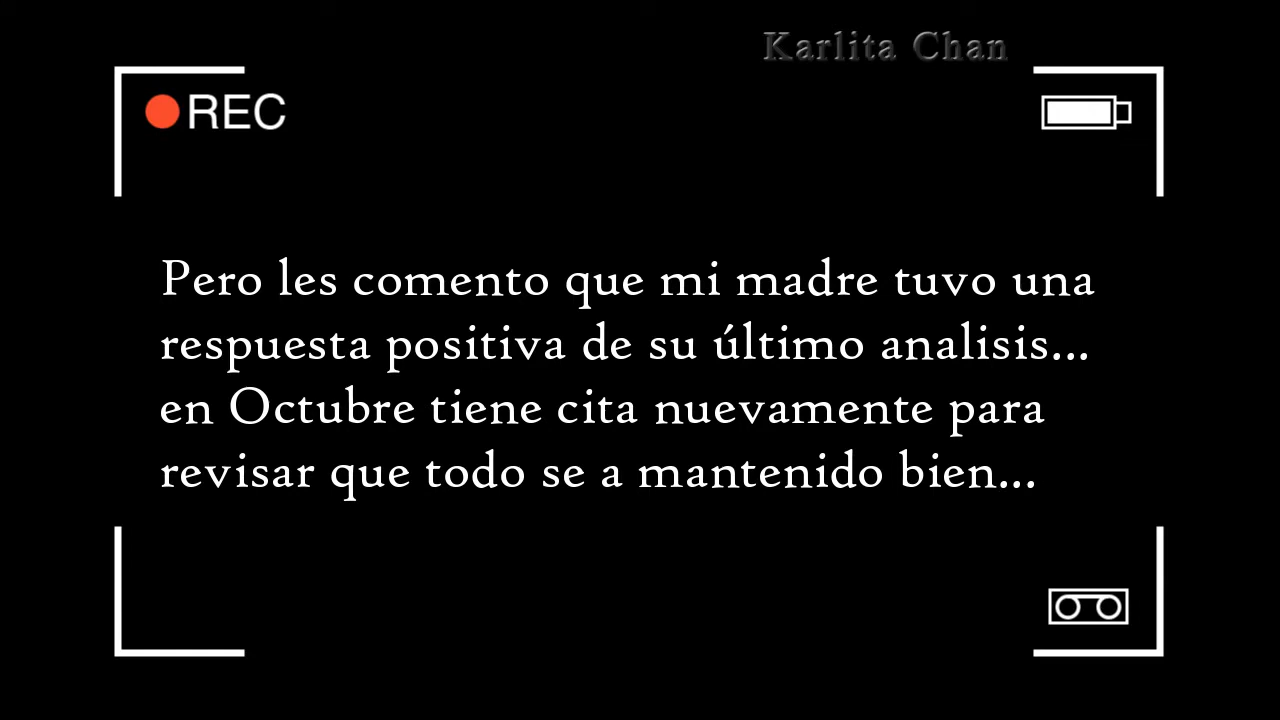 Karlita Chan
REC
Pero les comento que mi madre tuvo una
respuesta positiva de su último analisis...
en Octubre tiene cita nuevamente para
revisar que todo se a mantenido bien...